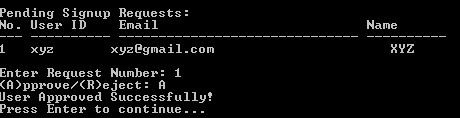 Pending Signup Requests:
No. User ID    Email                          Name
--- ---------- ------------------------------ --------------------
1   xyz        xyz@gmail.com                  XYZ
Enter Request Number: 1
(A)pprove/(R)eject: A
User Approved Successfully!
Press Enter to continue...